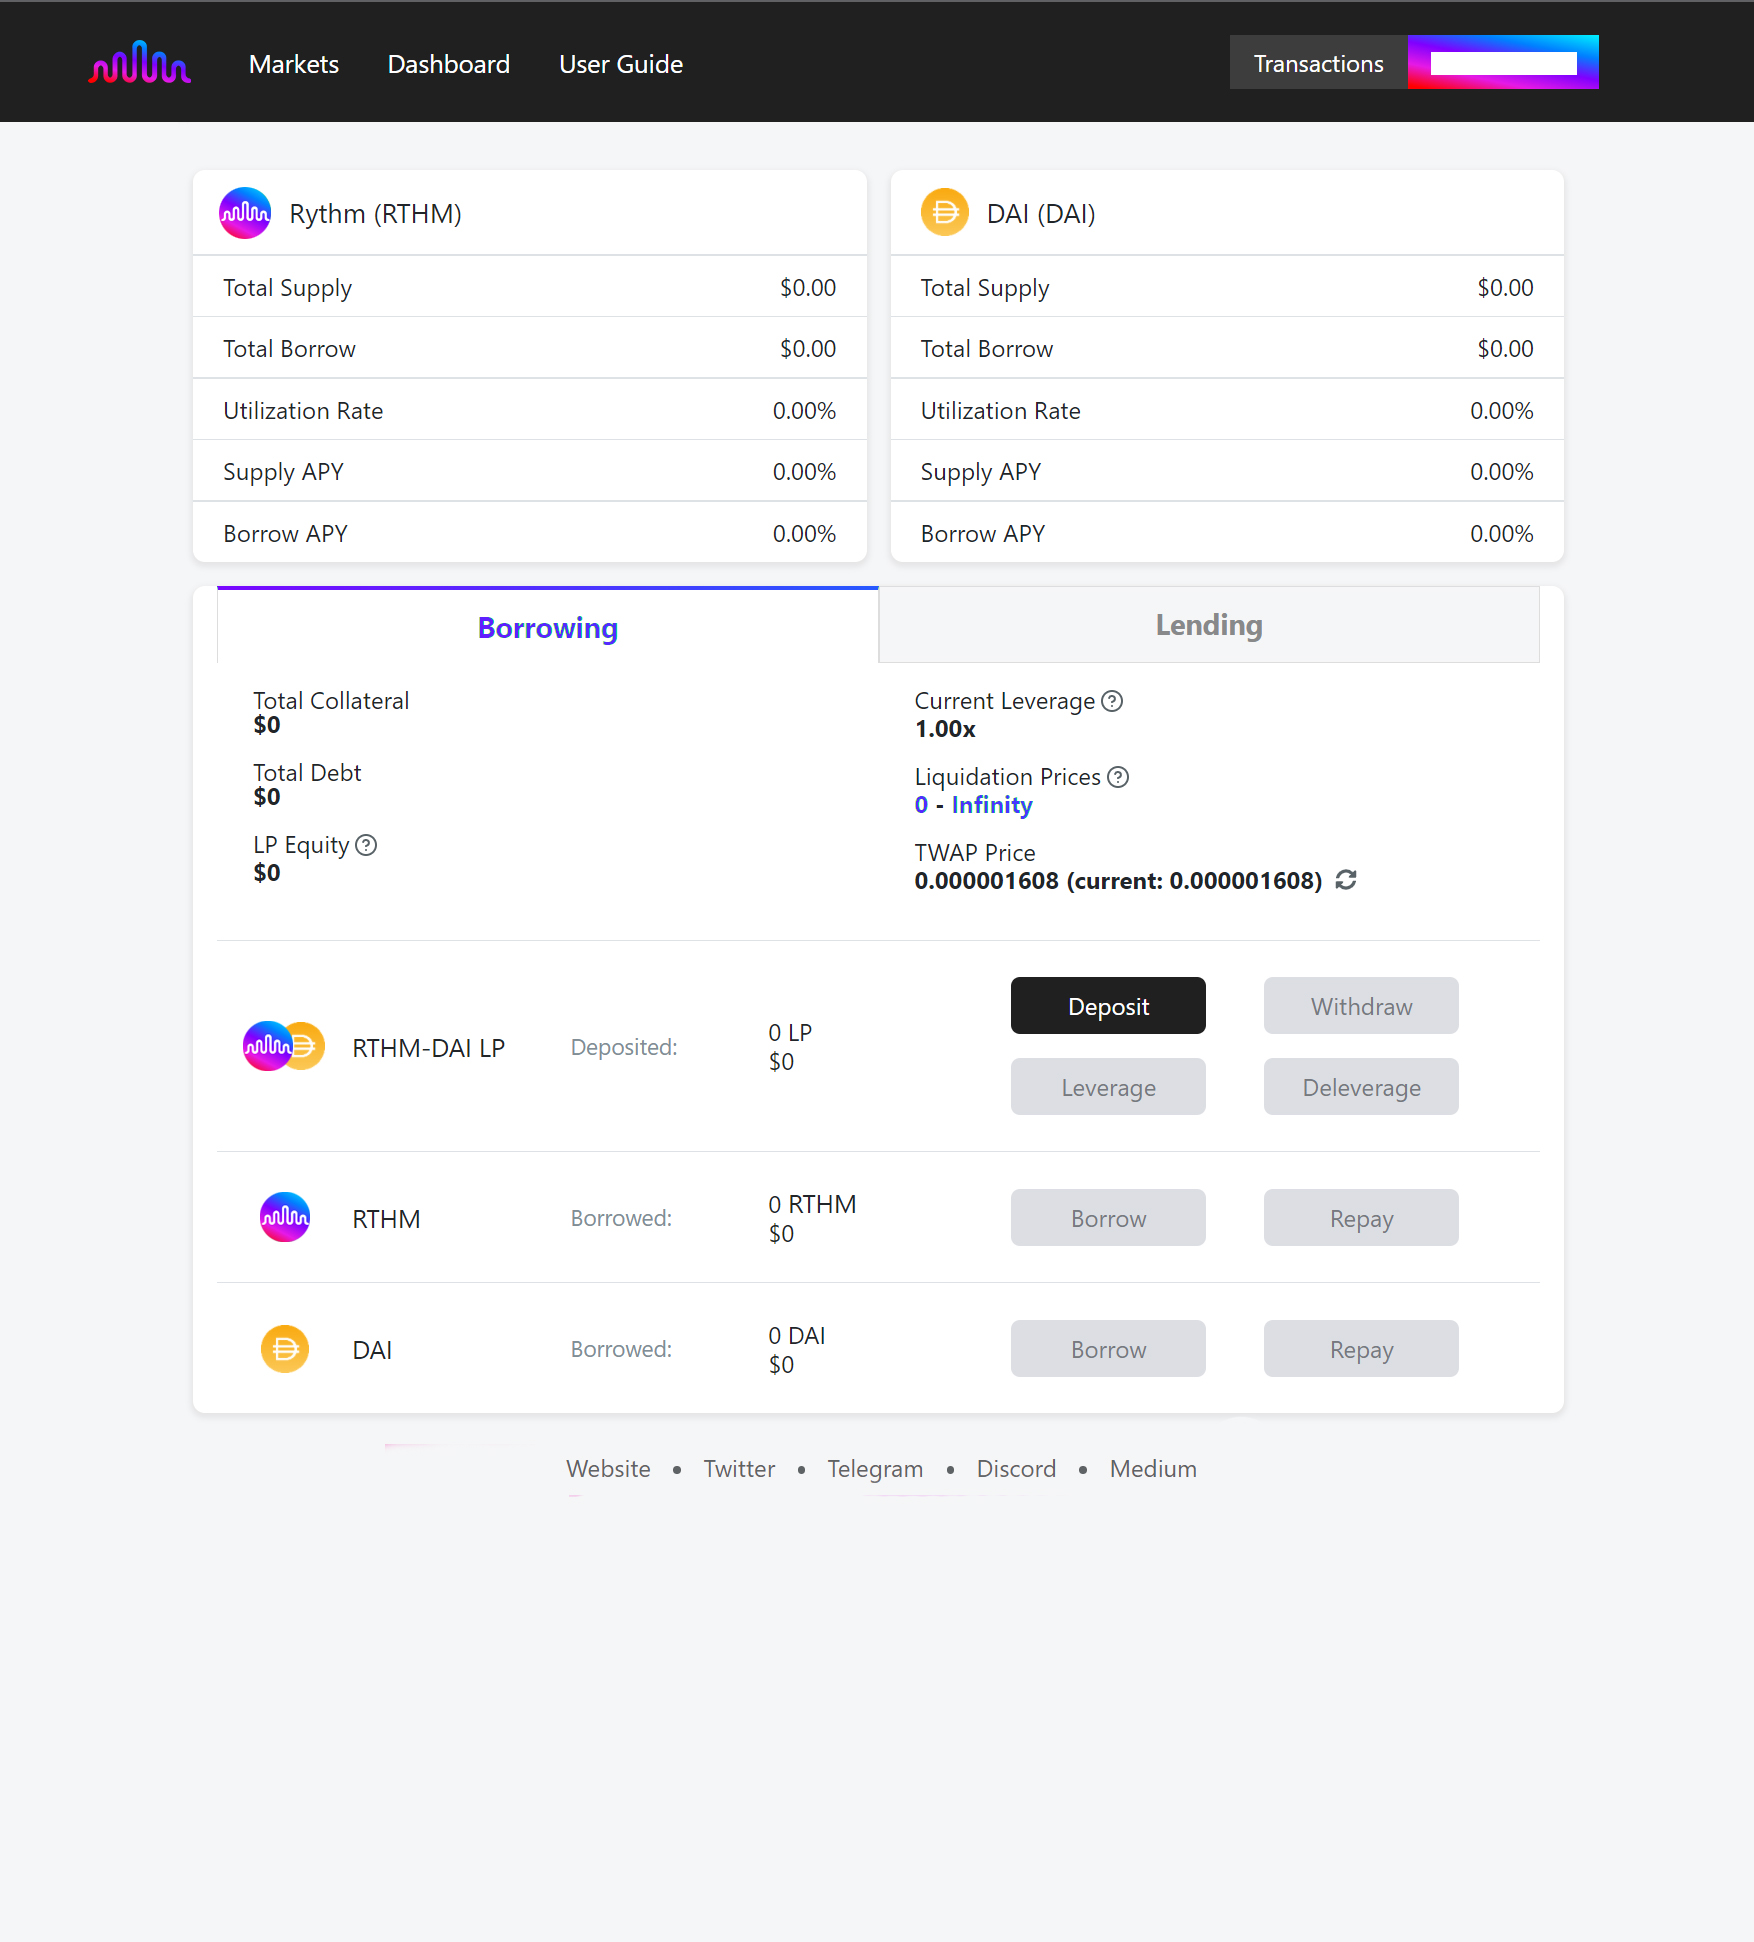 Markets Dashboard User Guide Transactions
Rythm (RTHM)
Total Supply $0.00
Total Borrow $0.00
Utilization Rate 0.00%
Supply APY 0.00%
Borrow APY 0.00%
DAI (DAI)
Total Supply $0.00
Total Borrow $0.00
Utilization Rate 0.00%
Supply APY 0.00%
Borrow APY 0.00%
Borrowing Lending
Total Collateral
$0
Total Debt
$0
LP Equity ?
$0
Current Leverage ?
1.00x
Liquidation Prices ?
0 - Infinity
TWAP Price
0.000001608 (current: 0.000001608)
RTHM-DAI LP Deposited:
0 LP
$0
Deposit Withdraw
Leverage Deleverage
RTHM Borrowed:
0 RTHM
$0
Borrow Repay
DAI Borrowed:
0 DAI
$0
Borrow Repay
Website • Twitter • Telegram • Discord • Medium